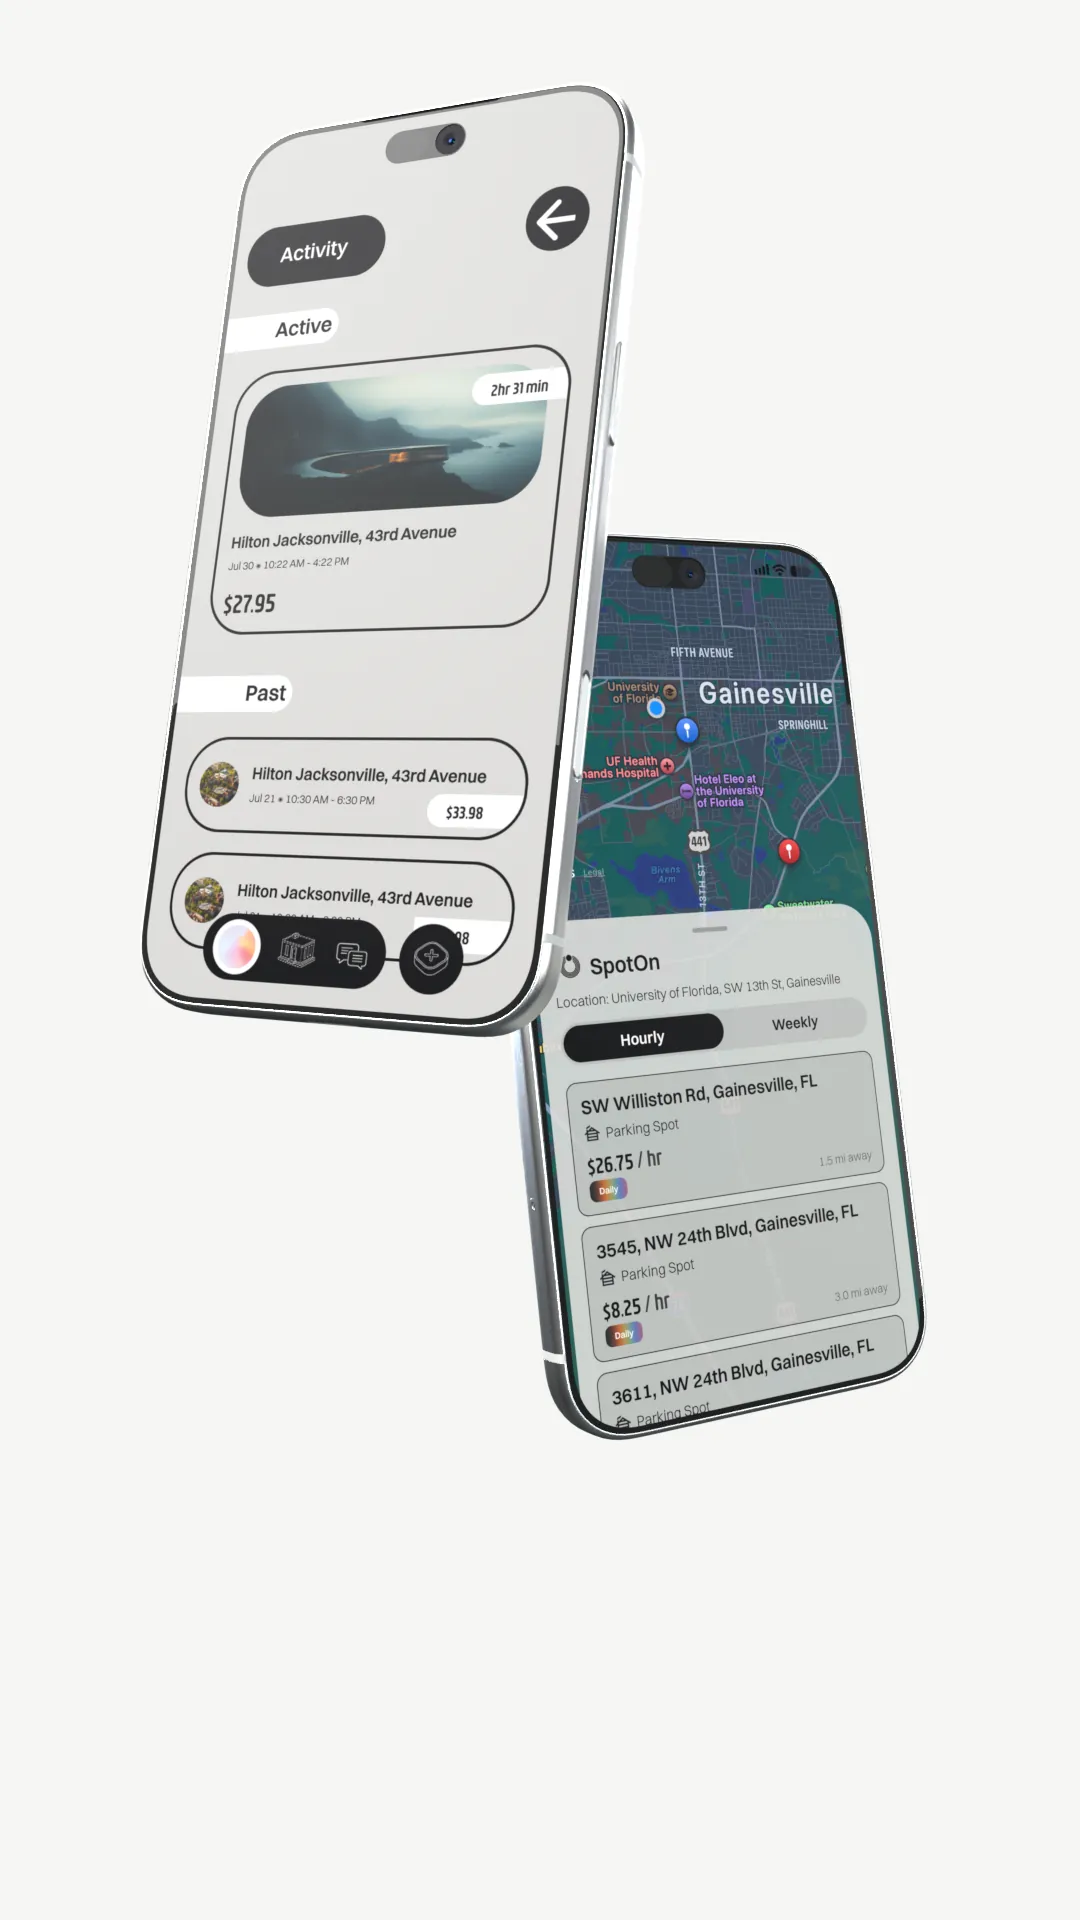 Activity
Active
2hr 31 min
Hilton Jacksonville, 43rd Avenue
Jul 30 • 10:22 AM - 4:22 PM
$27.95
Past
Hilton Jacksonville, 43rd Avenue
Jul 21 • 10:30 AM - 6:30 PM
$33.98
Hilton Jacksonville, 43rd Avenue
98
FIFTH AVENUE
University
of Florida
Gainesville
SPRINGHILL
UF Health
hands Hospital
Hotel Eleo at
the University
of Florida
441
13TH ST
Bivens
Arm
Legal
Sweetwater
SpotOn
Location: University of Florida, SW 13th St, Gainesville
Hourly
Weekly
SW Williston Rd, Gainesville, FL
Parking Spot
$26.75 / hr
1.5 mi away
Daily
3545, NW 24th Blvd, Gainesville, FL
Parking Spot
$8.25 / hr
3.0 mi away
Daily
3611, NW 24th Blvd, Gainesville, FL
Parking Spot